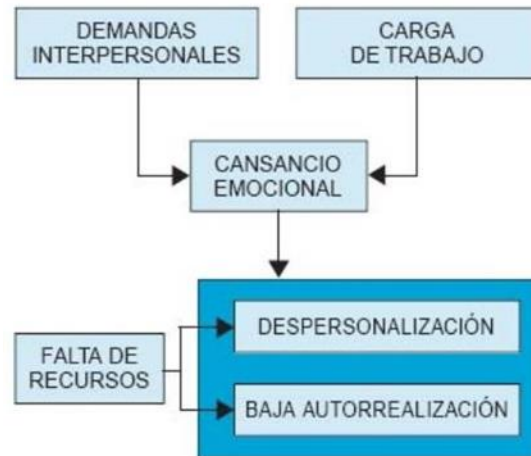 DEMANDAS
INTERPERSONALES
CARGA
DE TRABAJO
CANSANCIO
EMOCIONAL
DESPERSONALIZACIÓN
FALTA DE
RECURSOS
BAJA AUTORREALIZACIÓN